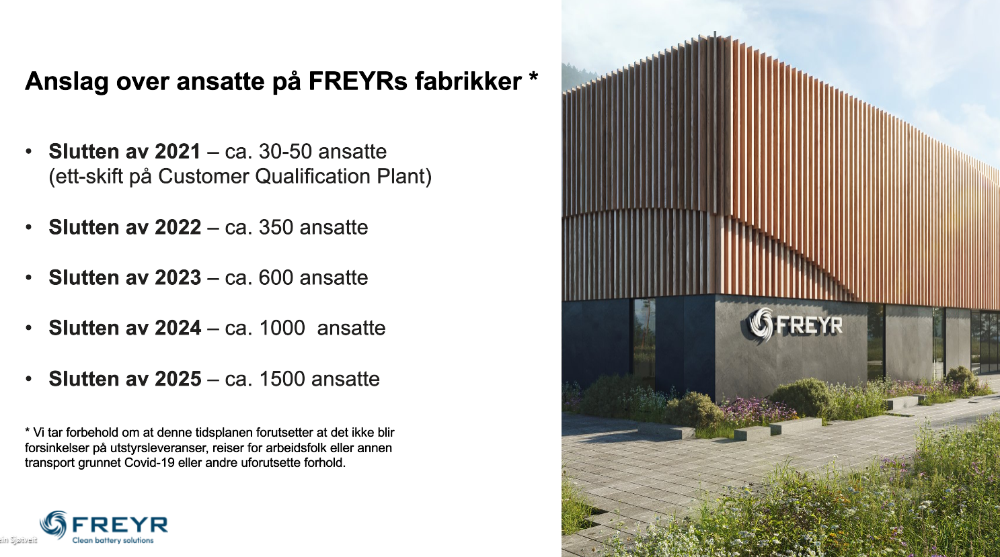 Anslag over ansatte på FREYRs fabrikker *
• Slutten av 2021 – ca. 30-50 ansatte
(ett-skift på Customer Qualification Plant)
• Slutten av 2022 – ca. 350 ansatte
• Slutten av 2023 – ca. 600 ansatte
• Slutten av 2024 – ca. 1000  ansatte
• Slutten av 2025 – ca. 1500 ansatte
* Vi tar forbehold om at denne tidsplanen forutsetter at det ikke blir
forsinkelser på utstyrsleveranser, reiser for arbeidsfolk eller annen
transport grunnet Covid-19 eller andre uforutsette forhold.
FREYR
Clean battery solutions
Sjøtveit
FREYR